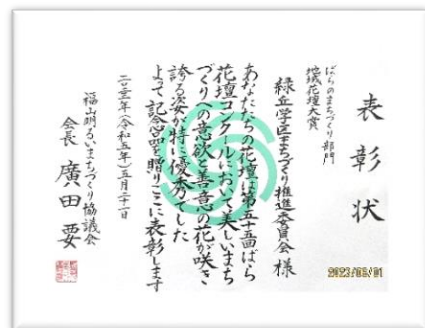 表彰状
ばらのまちづくり部門
地域花壇大賞
緑丘学区まちづくり推進委員会 様
あなたたちの花壇は第五十五回ばら
花壇コンクールにおいて美しいまち
づくりへの意欲と善意の花が咲き
誇る姿が特に優秀でした
よって記念品を贈りここに表彰します
二〇二三年(令和五年)五月二十一日
福山明るいまちづくり協議会
会長 廣田 要
2023/06/01